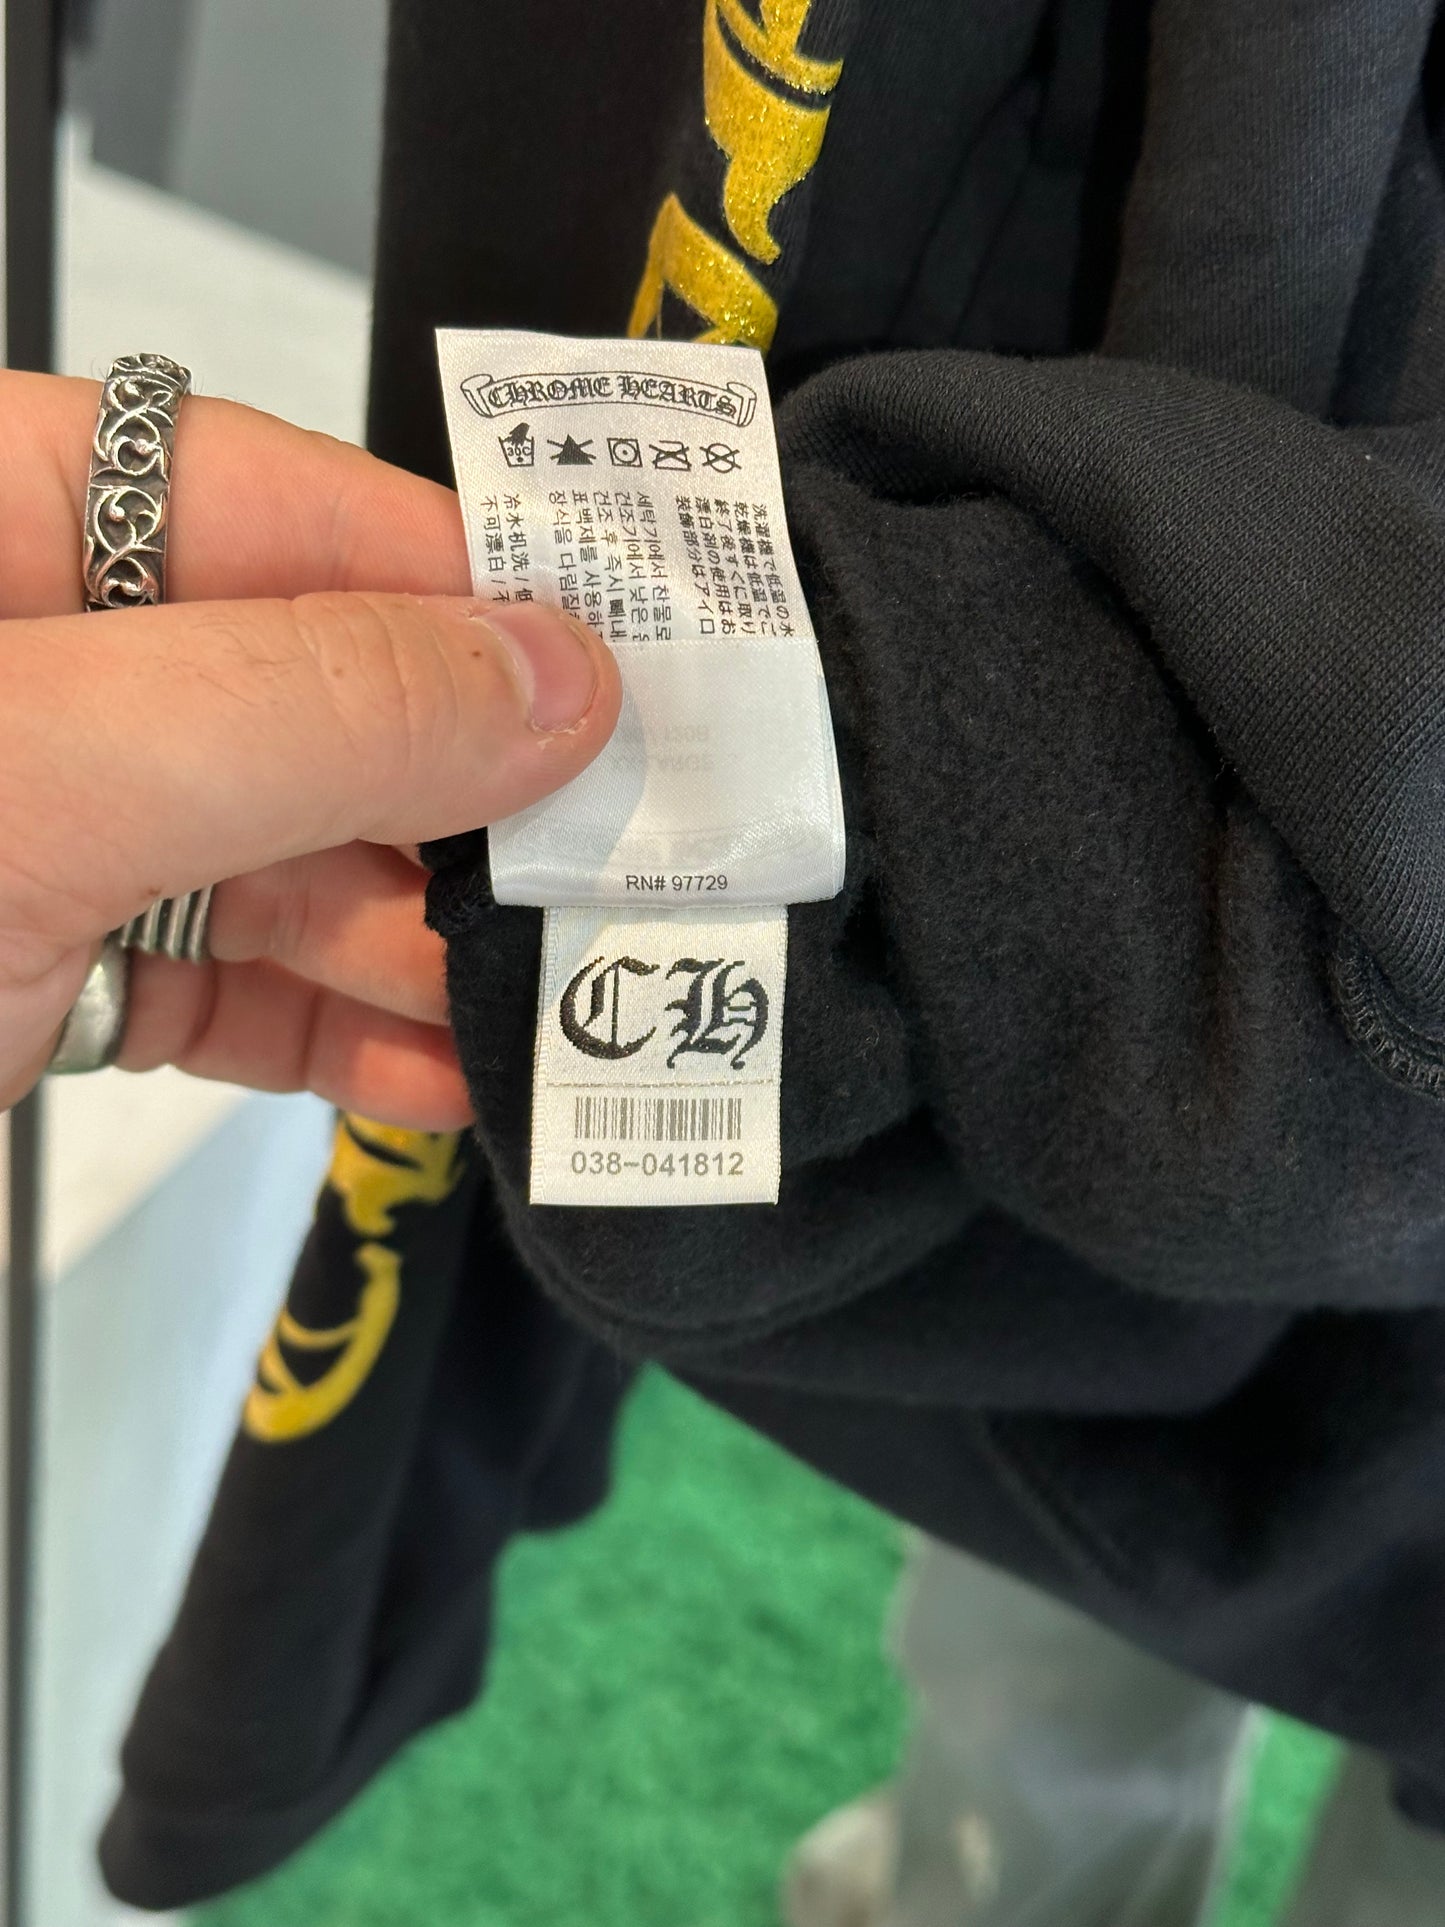 CHROME HEARTS
30C
洗濯機で低温の水
乾燥機は低温でご
終了後すぐに取り
漂白剤の使用はお
装飾部分はアイロ
세탁기에서 찬물로
건조기에서 낮은
건조 후 즉시 빼내
표백제를 사용하
장식을 다림질
冷水机洗 / 低
不可漂白 / 不
RN# 97729
CH
038-041812